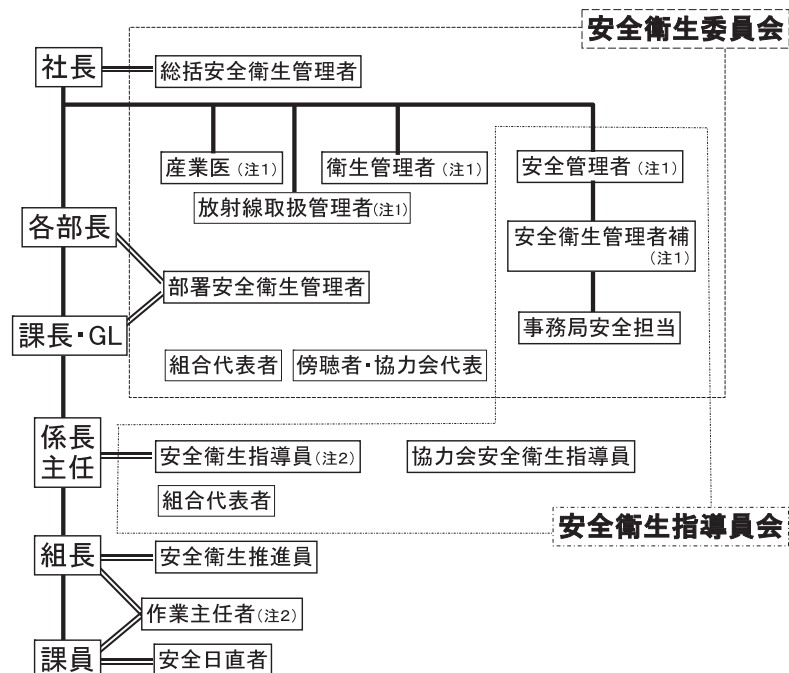 安全衛生委員会
社長
総括安全衛生管理者
産業医(注1)
衛生管理者(注1)
安全管理者(注1)
放射線取扱管理者(注1)
各部長
安全衛生管理者補
(注1)
部署安全衛生管理者
課長・GL
事務局安全担当
組合代表者
傍聴者・協力会代表
係長
主任
安全衛生指導員(注2)
協力会安全衛生指導員
組合代表者
安全衛生指導員会
組長
安全衛生推進員
作業主任者(注2)
課員
安全日直者